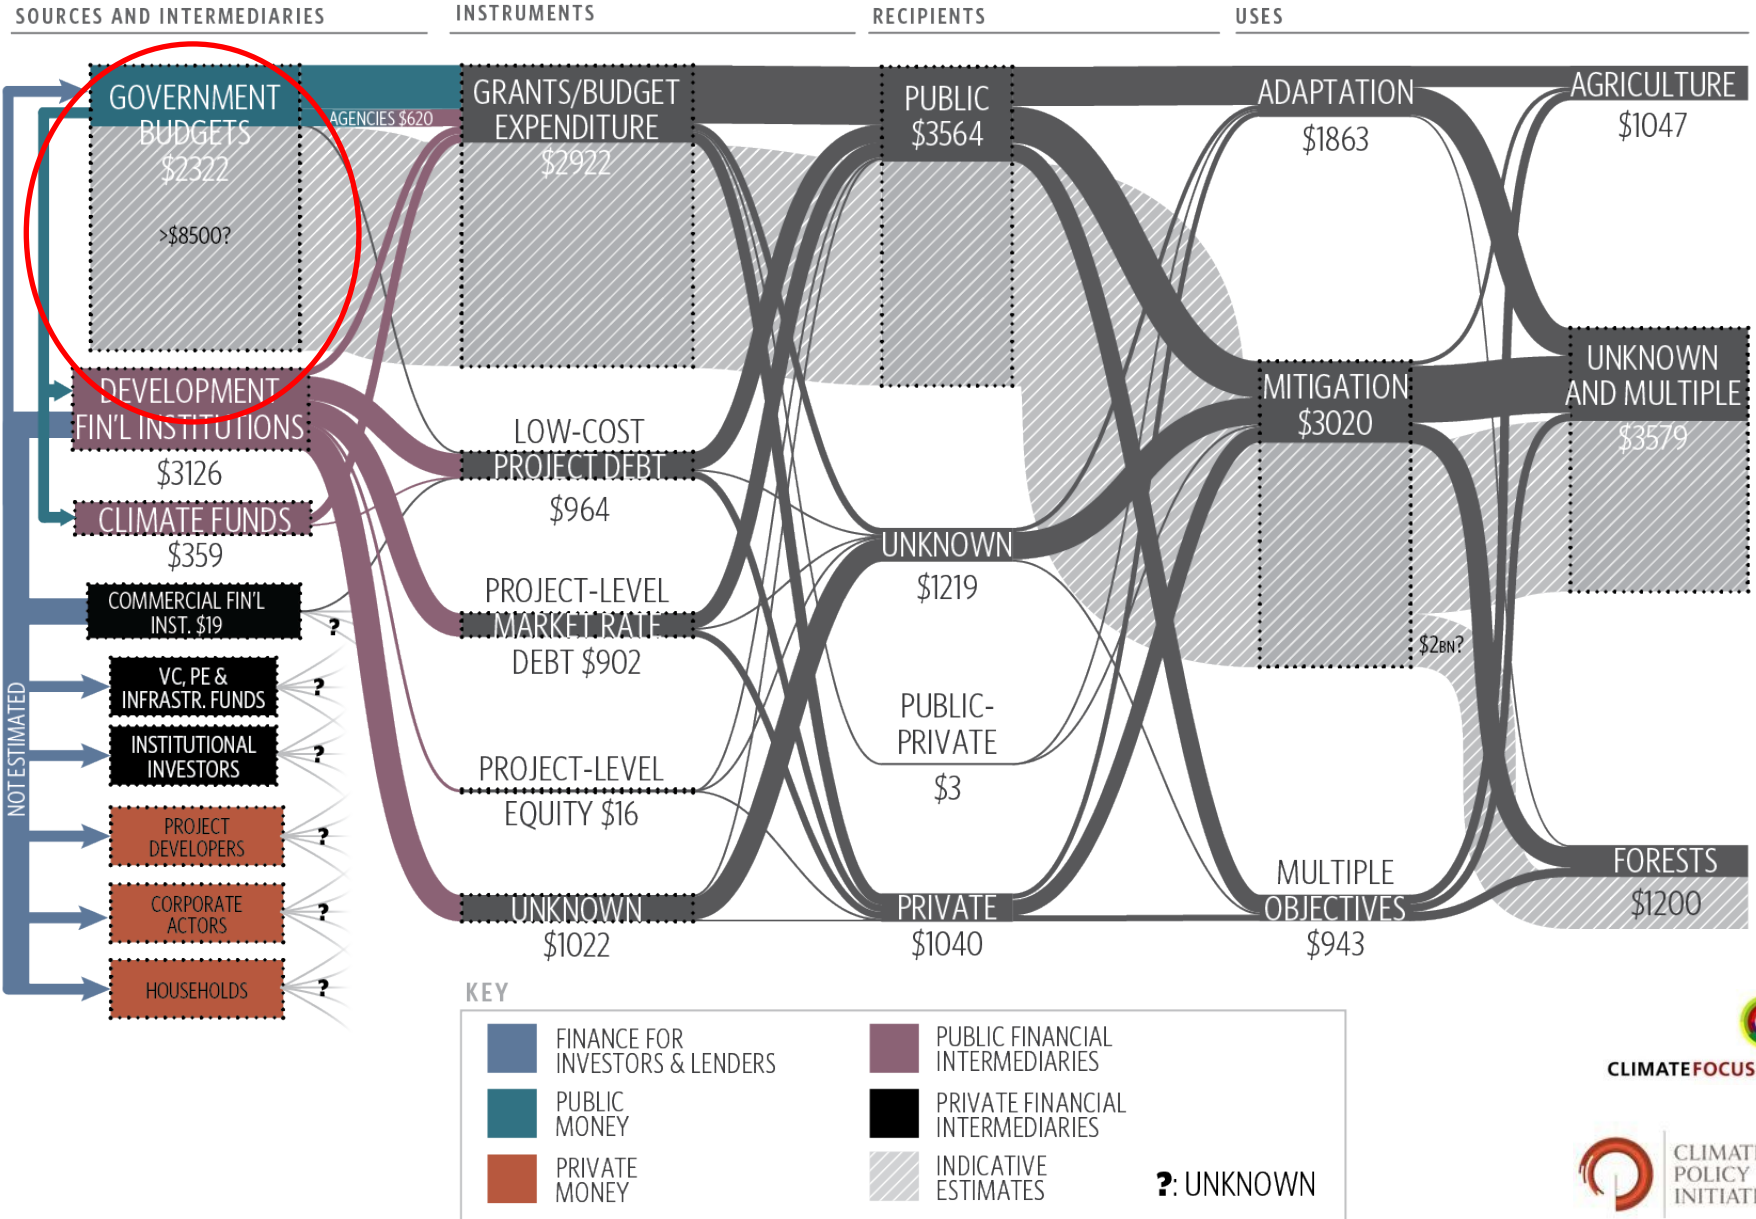 SOURCES AND INTERMEDIARIES
INSTRUMENTS
RECIPIENTS
USES
GOVERNMENT
BUDGETS
$2322
>$8500?
AGENCIES $620
DEVELOPMENT
FIN'L INSTITUTIONS
$3126
CLIMATE FUNDS
$359
COMMERCIAL FIN'L
INST. $19
?
VC, PE &
INFRASTR. FUNDS
?
INSTITUTIONAL
INVESTORS
?
PROJECT
DEVELOPERS
?
CORPORATE
ACTORS
?
HOUSEHOLDS
?
NOT ESTIMATED
GRANTS/BUDGET
EXPENDITURE
$2922
LOW-COST
PROJECT DEBT
$964
PROJECT-LEVEL
MARKET RATE
DEBT $902
PROJECT-LEVEL
EQUITY $16
UNKNOWN
$1022
PUBLIC
$3564
UNKNOWN
$1219
PUBLIC-
PRIVATE
$3
PRIVATE
$1040
ADAPTATION
$1863
MITIGATION
$3020
$2BN?
MULTIPLE
OBJECTIVES
$943
AGRICULTURE
$1047
UNKNOWN
AND MULTIPLE
$3579
FORESTS
$1200
KEY
FINANCE FOR
INVESTORS & LENDERS
PUBLIC
MONEY
PRIVATE
MONEY
PUBLIC FINANCIAL
INTERMEDIARIES
PRIVATE FINANCIAL
INTERMEDIARIES
INDICATIVE
ESTIMATES
?: UNKNOWN
CLIMATEFOCUS
CLIMAT
POLICY
INITIAT